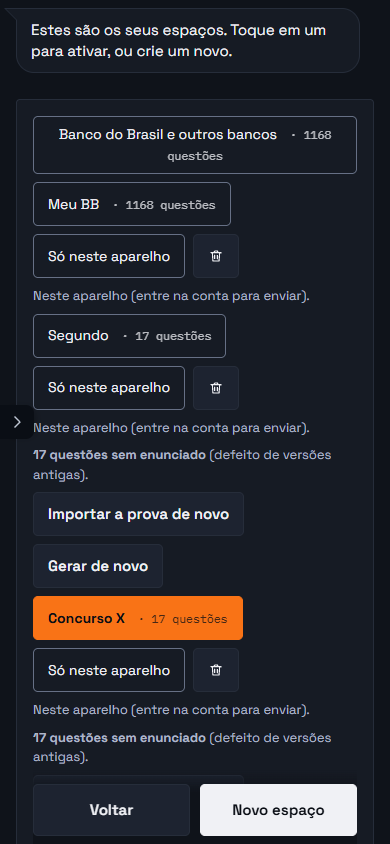 Estes são os seus espaços. Toque em um
para ativar, ou crie um novo.
Banco do Brasil e outros bancos · 1168
questões
Meu BB · 1168 questões
Só neste aparelho
Neste aparelho (entre na conta para enviar).
Segundo · 17 questões
Só neste aparelho
Neste aparelho (entre na conta para enviar).
17 questões sem enunciado (defeito de versões
antigas).
Importar a prova de novo
Gerar de novo
Concurso X · 17 questões
Só neste aparelho
Neste aparelho (entre na conta para enviar).
17 questões sem enunciado (defeito de versões
antigas).
Voltar
Novo espaço